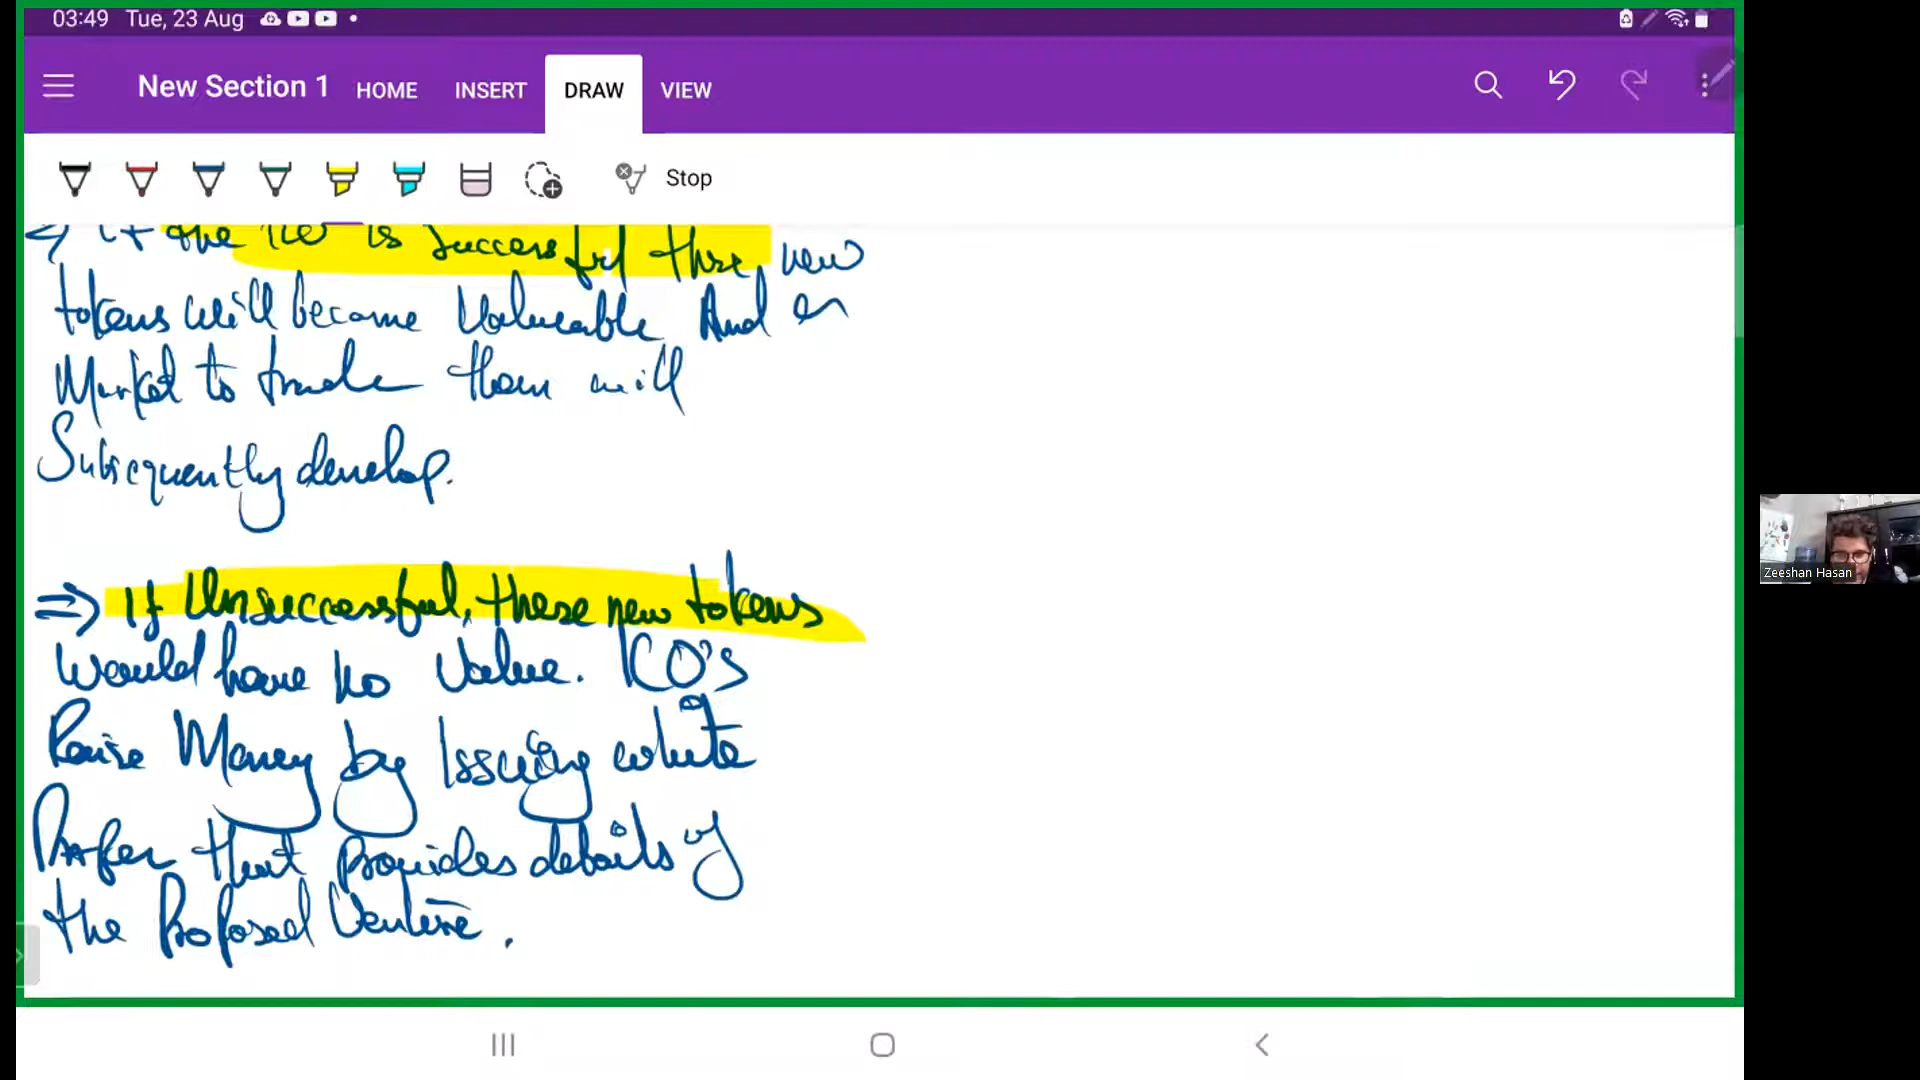 03:49 Tue, 23 Aug
New Section 1 HOME INSERT DRAW VIEW
Stop
⇒ If the ICO is Successful these new
tokens will become Valueable And a
Market to trade them will
Subsequently develop.
⇒ If Unsuccessful, these new tokens
would have no Value. ICO's
Raise Money by Issuing white
Paper that provides details of
the Proposed Venture.
Zeeshan Hasan